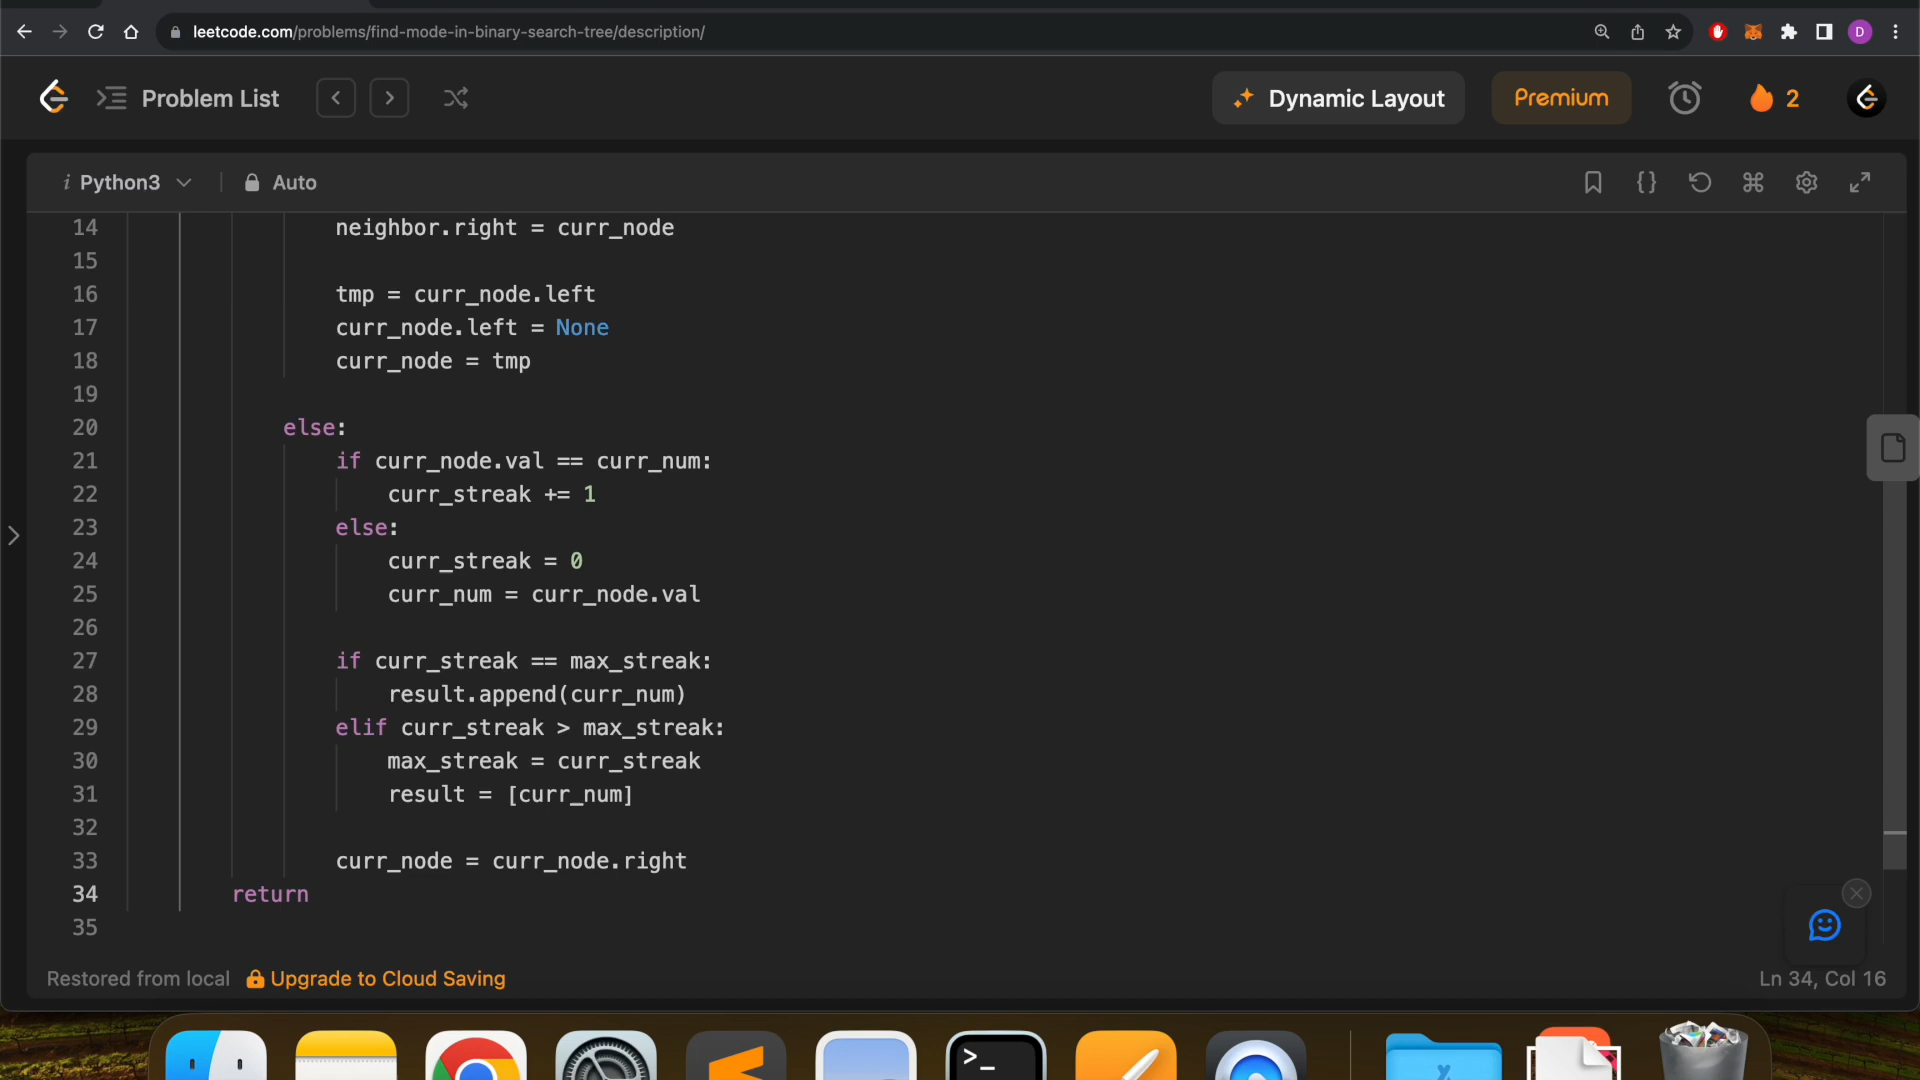 leetcode.com/problems/find-mode-in-binary-search-tree/description/
D
Problem List
Dynamic Layout
Premium
2
i Python3
Auto
14 neighbor.right = curr_node
15
16 tmp = curr_node.left
17 curr_node.left = None
18 curr_node = tmp
19
20 else:
21 if curr_node.val == curr_num:
22 curr_streak += 1
23 else:
24 curr_streak = 0
25 curr_num = curr_node.val
26
27 if curr_streak == max_streak:
28 result.append(curr_num)
29 elif curr_streak > max_streak:
30 max_streak = curr_streak
31 result = [curr_num]
32
33 curr_node = curr_node.right
34 return
35
Restored from local Upgrade to Cloud Saving
Ln 34, Col 16
>_